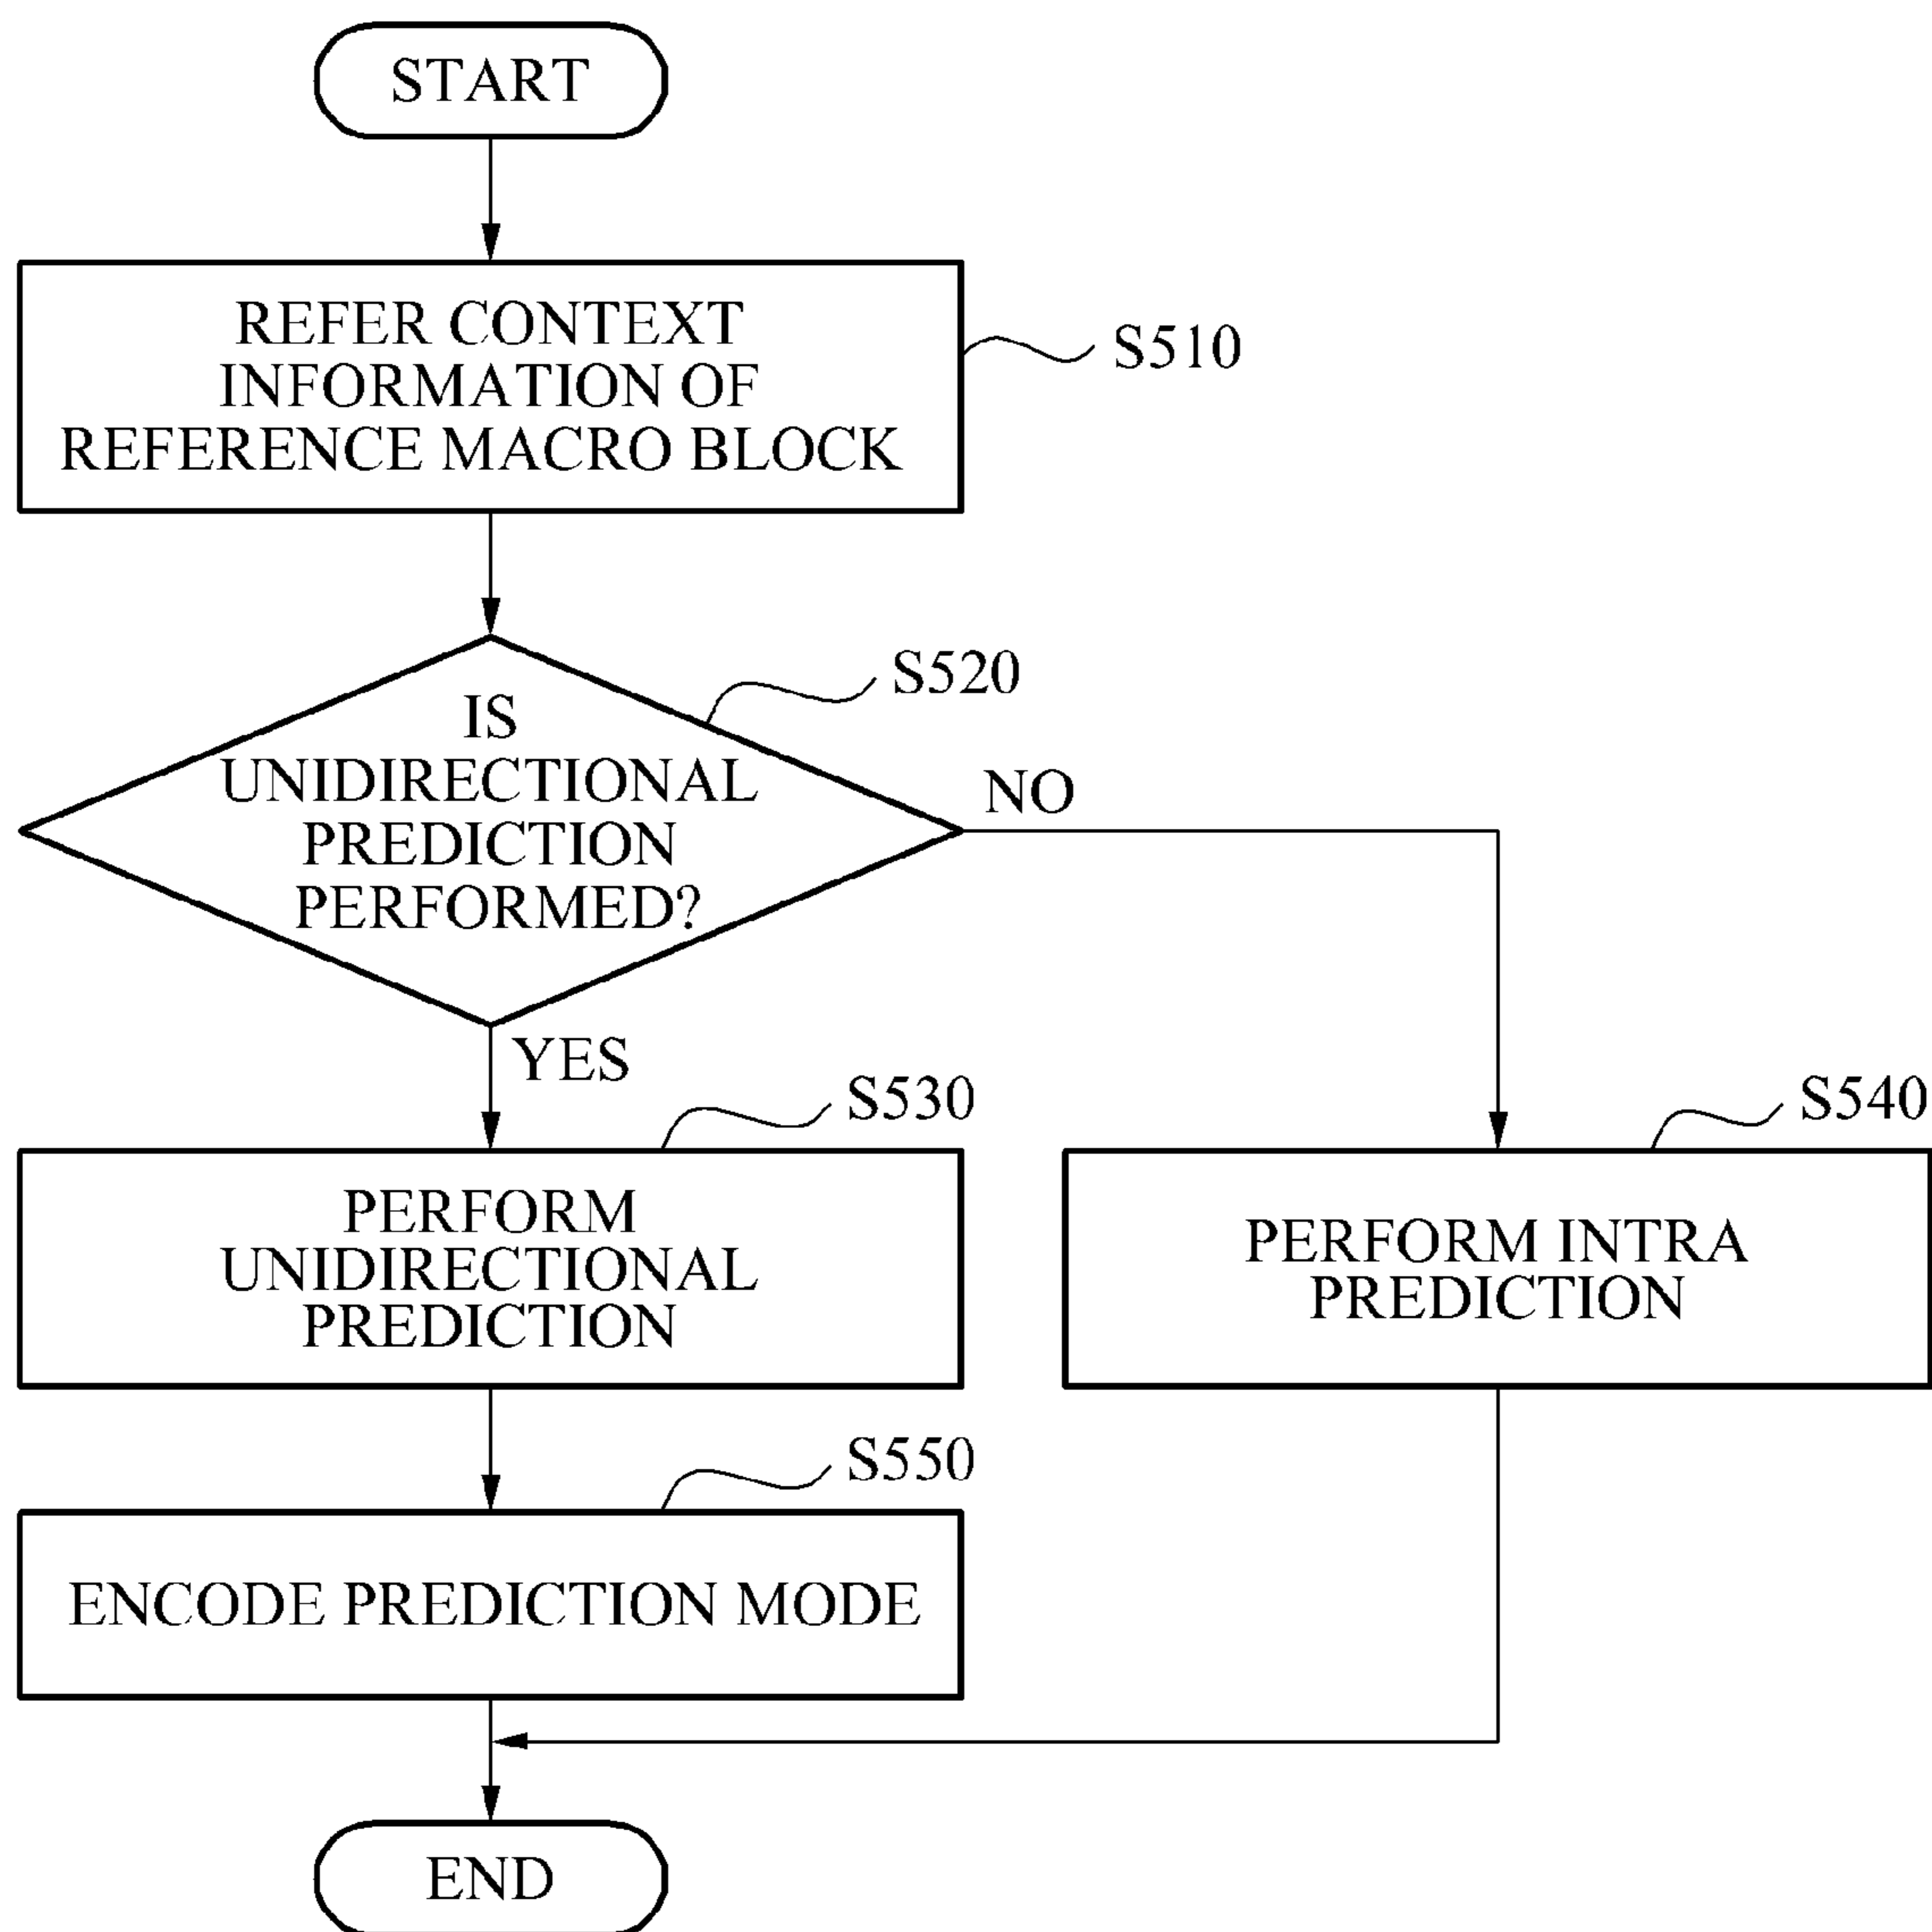 START
REFER CONTEXT
INFORMATION OF
REFERENCE MACRO BLOCK
S510
S520
IS
UNIDIRECTIONAL
PREDICTION
PERFORMED?
NO
YES
S530
PERFORM
UNIDIRECTIONAL
PREDICTION
S540
PERFORM INTRA
PREDICTION
S550
ENCODE PREDICTION MODE
END